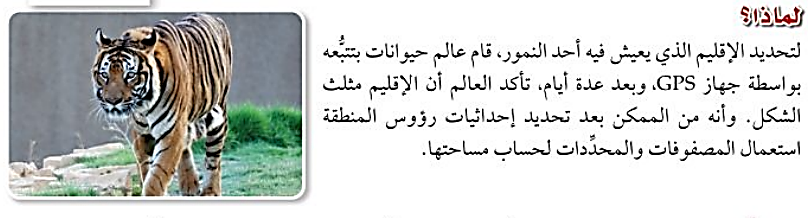 لماذا؟
لتحديد الإقليم الذي يعيش فيه أحد النمور، قام عالم حيوانات بتتبُّعه
بواسطة جهاز GPS، وبعد عدة أيام، تأكد العالم أن الإقليم مثلث
الشكل. وأنه من الممكن بعد تحديد إحداثيات رؤوس المنطقة
استعمال المصفوفات والمحدِّدات لحساب مساحتها.